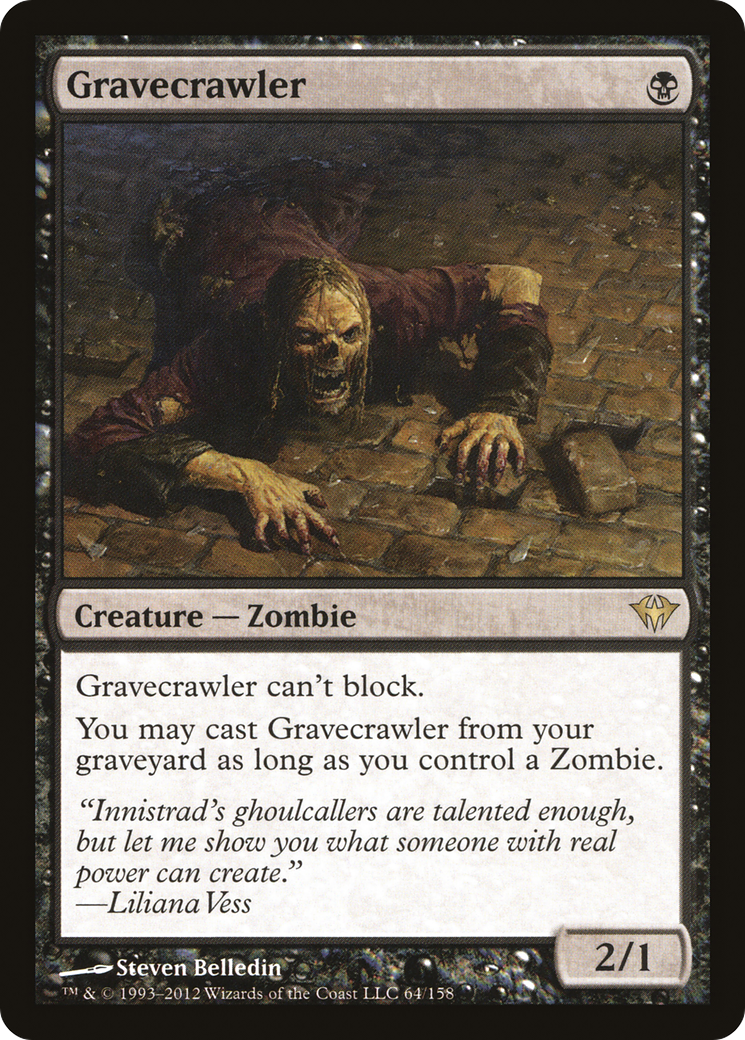 Gravecrawler
Creature — Zombie
Gravecrawler can't block.
You may cast Gravecrawler from your
graveyard as long as you control a Zombie.
“Innistrad's ghoulcallers are talented enough,
but let me show you what someone with real
power can create.”
—Liliana Vess
2/1
Steven Belledin
™ & © 1993–2012 Wizards of the Coast LLC 64/158